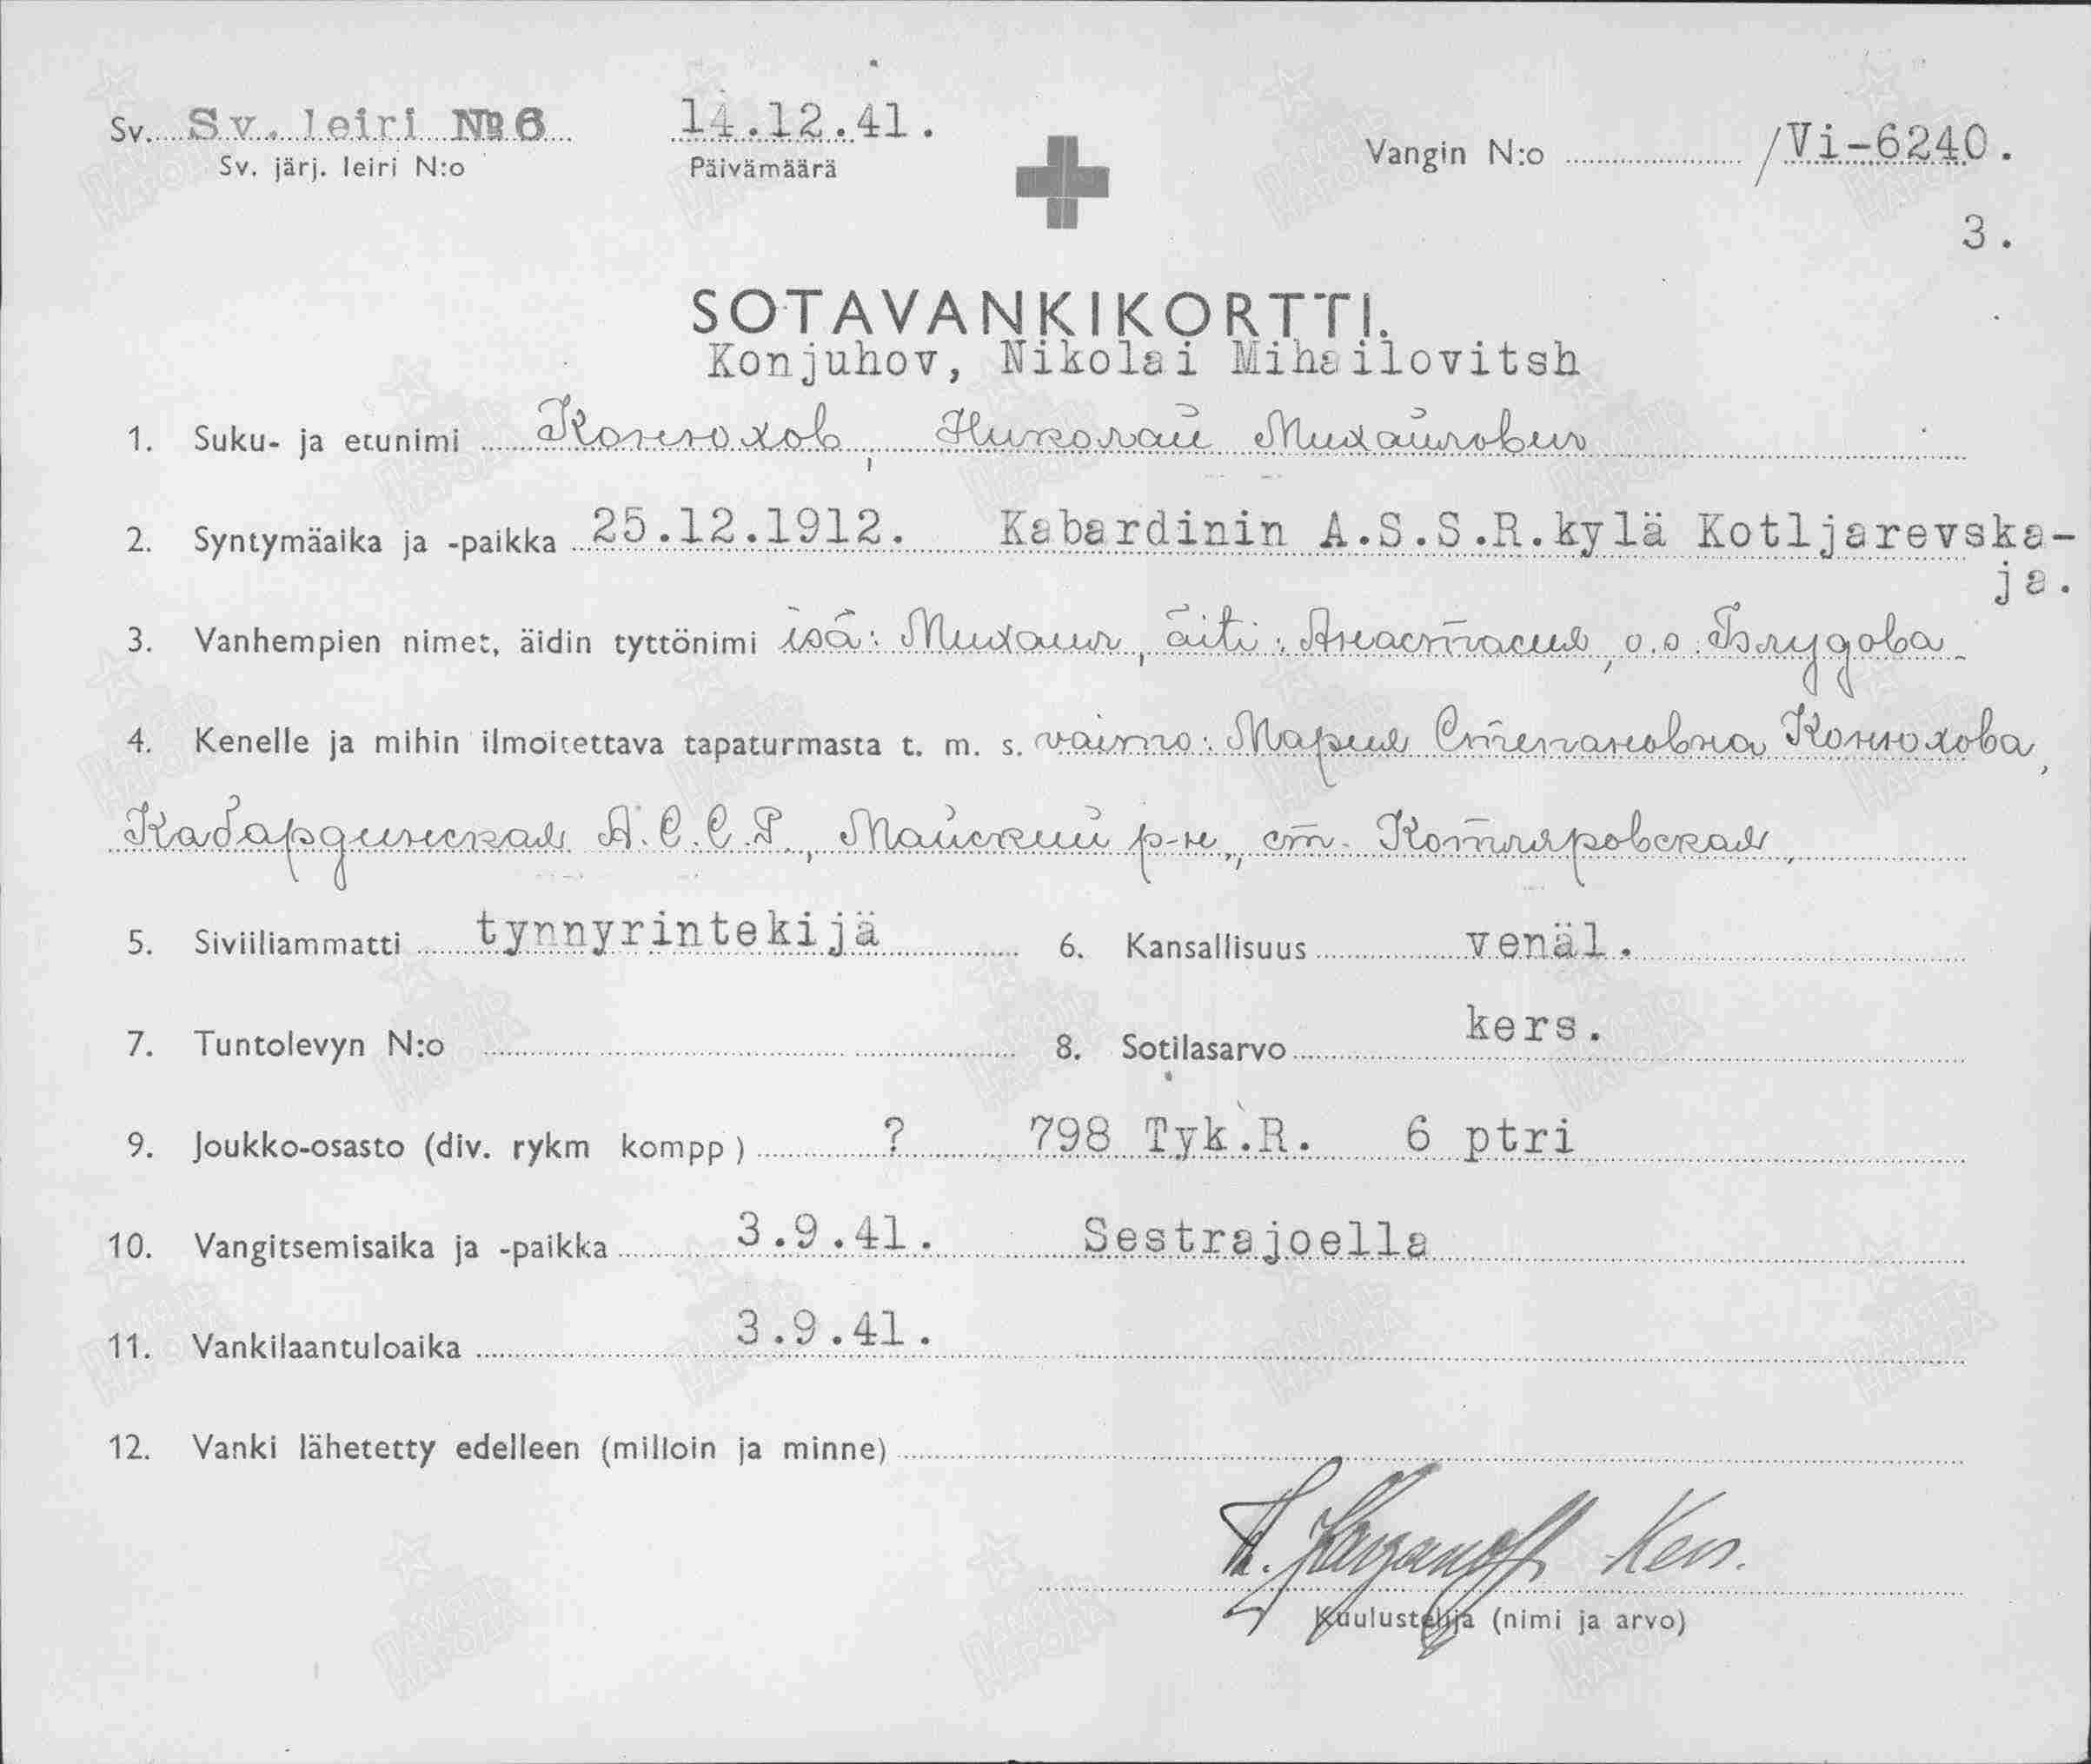 Sv. Sv. leiri № 6 14.12.41. Vangin N:o /Vi-6240.
Sv. järj. leiri N:o Päivämäärä
3.
SOTAVANKIKORTTI.
Konjuhov, Nikolai Mihailovitsh
1. Suku- ja etunimi Конюхов, Николай Михайлович
2. Syntymäaika ja -paikka 25.12.1912. Kabardinin A.S.S.R. kylä Kotljarevska-
ja.
3. Vanhempien nimet, äidin tyttönimi isä: Михаил, äiti: Анастасия, o.s. Блудова
4. Kenelle ja mihin ilmoitettava tapaturmasta t. m. s. vaimo: Мария Степановна Конюхова,
Кабардинская А.С.С.Р., Майский р-н, ст. Котляровская,
5. Siviiliammatti tynnyrintekijä 6. Kansallisuus venäl.
7. Tuntolevyn N:o 8. Sotilasarvo kers.
9. Joukko-osasto (div. rykm kompp) ? 798 Tyk.R. 6 ptri
10. Vangitsemisaika ja -paikka 3.9.41. Sestrajoella
11. Vankilaantuloaika 3.9.41.
12. Vanki lähetetty edelleen (milloin ja minne)
Kers.
Kuulustelija (nimi ja arvo)
ПАМЯТЬ НАРОДА